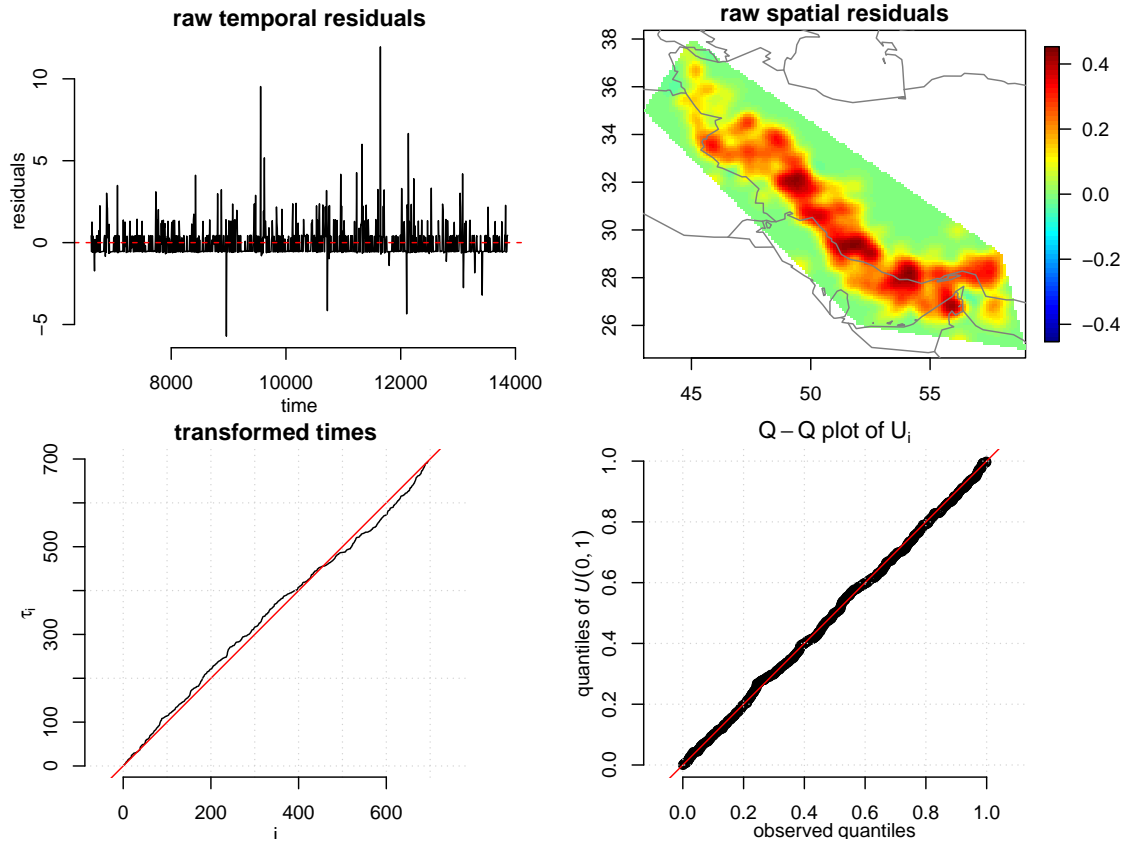 raw temporal residuals
residuals
10
5
0
−5
8000 10000 12000 14000
time
raw spatial residuals
38
36
34
32
30
28
26
45 50 55
0.4
0.2
0.0
−0.2
−0.4
transformed times
τi
700
500
300
100
0
0 200 400 600
i
Q − Q plot of Ui
quantiles of U(0, 1)
1.0
0.8
0.6
0.4
0.2
0.0
0.0 0.2 0.4 0.6 0.8 1.0
observed quantiles